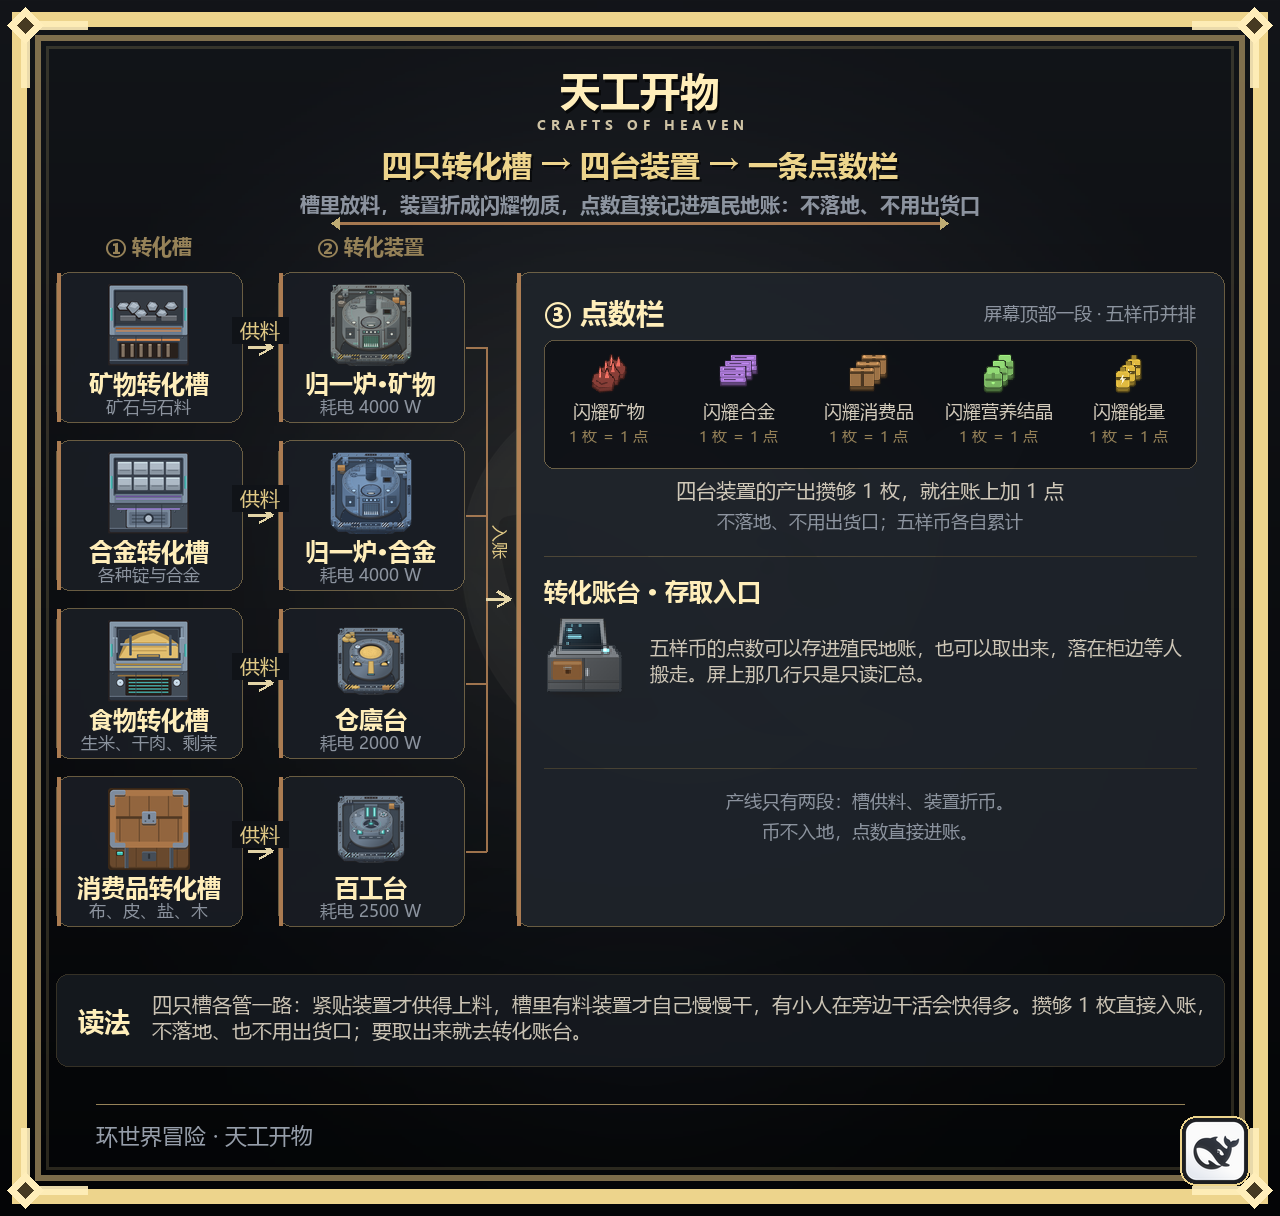 天工开物
CRAFTS OF HEAVEN
四只转化槽 → 四台装置 → 一条点数栏
槽里放料，装置折成闪耀物质，点数直接记进殖民地账：不落地、不用出货口
① 转化槽
② 转化装置
矿物转化槽
矿石与石料
供料
归一炉·矿物
耗电 4000 W
合金转化槽
各种锭与合金
供料
归一炉·合金
耗电 4000 W
食物转化槽
生米、干肉、剩菜
供料
仓廪台
耗电 2000 W
消费品转化槽
布、皮、盐、木
供料
百工台
耗电 2500 W
入账
③ 点数栏
屏幕顶部一段 · 五样币并排
闪耀矿物
1 枚 = 1 点
闪耀合金
1 枚 = 1 点
闪耀消费品
1 枚 = 1 点
闪耀营养结晶
1 枚 = 1 点
闪耀能量
1 枚 = 1 点
四台装置的产出攒够 1 枚，就往账上加 1 点
不落地、不用出货口；五样币各自累计
转化账台 · 存取入口
五样币的点数可以存进殖民地账，也可以取出来，落在柜边等人
搬走。屏上那几行只是只读汇总。
产线只有两段：槽供料、装置折币。
币不入地，点数直接进账。
读法
四只槽各管一路：紧贴装置才供得上料，槽里有料装置才自己慢慢干，有小人在旁边干活会快得多。攒够 1 枚直接入账，
不落地、也不用出货口；要取出来就去转化账台。
环世界冒险 · 天工开物